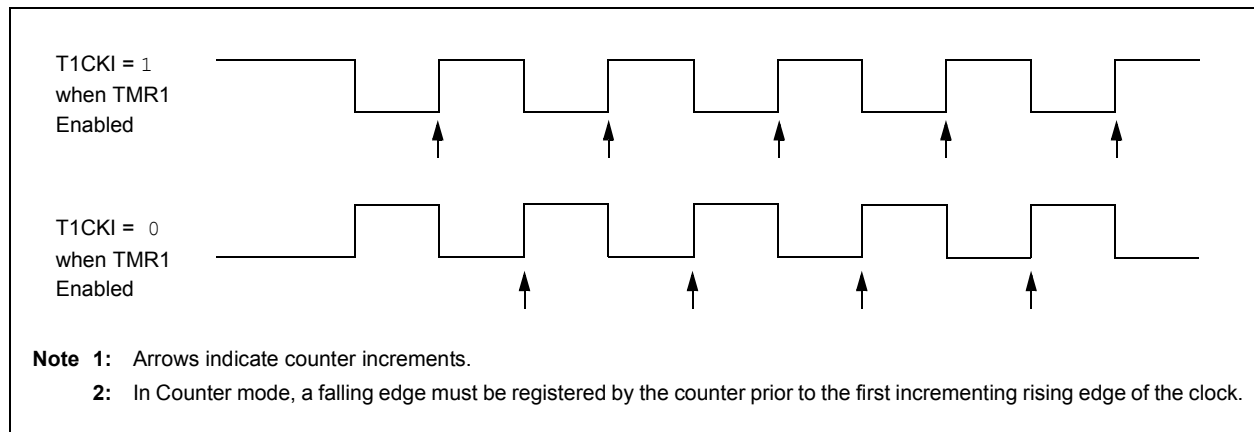 T1CKI = 1
when TMR1
Enabled
T1CKI = 0
when TMR1
Enabled
Note 1: Arrows indicate counter increments.
2: In Counter mode, a falling edge must be registered by the counter prior to the first incrementing rising edge of the clock.